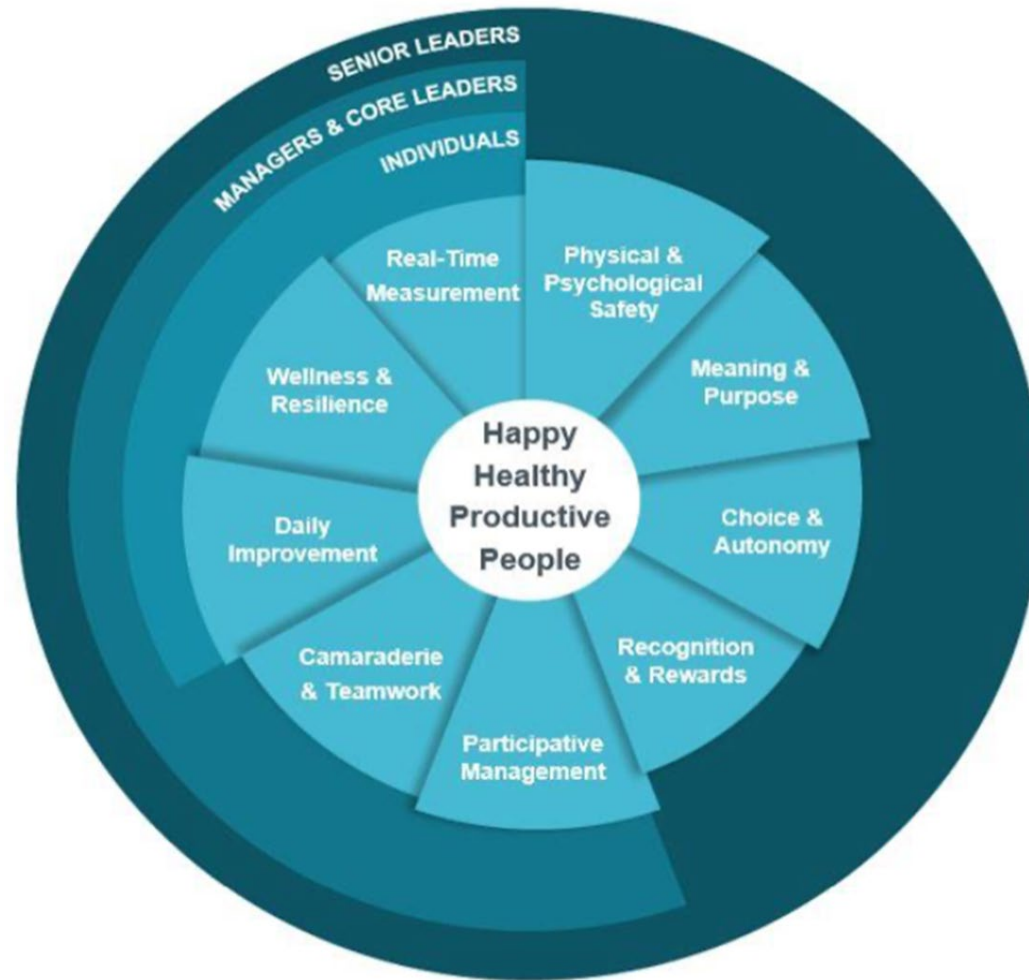 SENIOR LEADERS
MANAGERS & CORE LEADERS
INDIVIDUALS
Real-Time
Measurement
Physical &
Psychological
Safety
Meaning &
Purpose
Choice &
Autonomy
Recognition
& Rewards
Participative
Management
Camaraderie
& Teamwork
Daily
Improvement
Wellness &
Resilience
Happy
Healthy
Productive
People